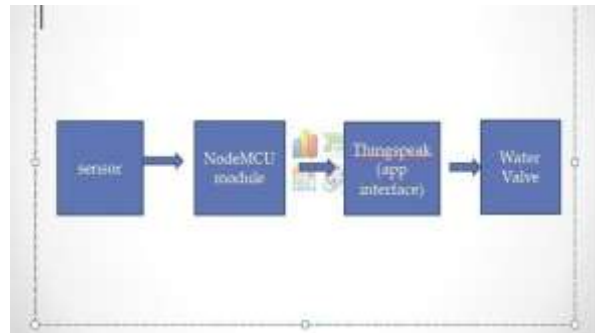 sensor
NodeMCU
module
Thingspeak
(app
interface)
Water
Valve